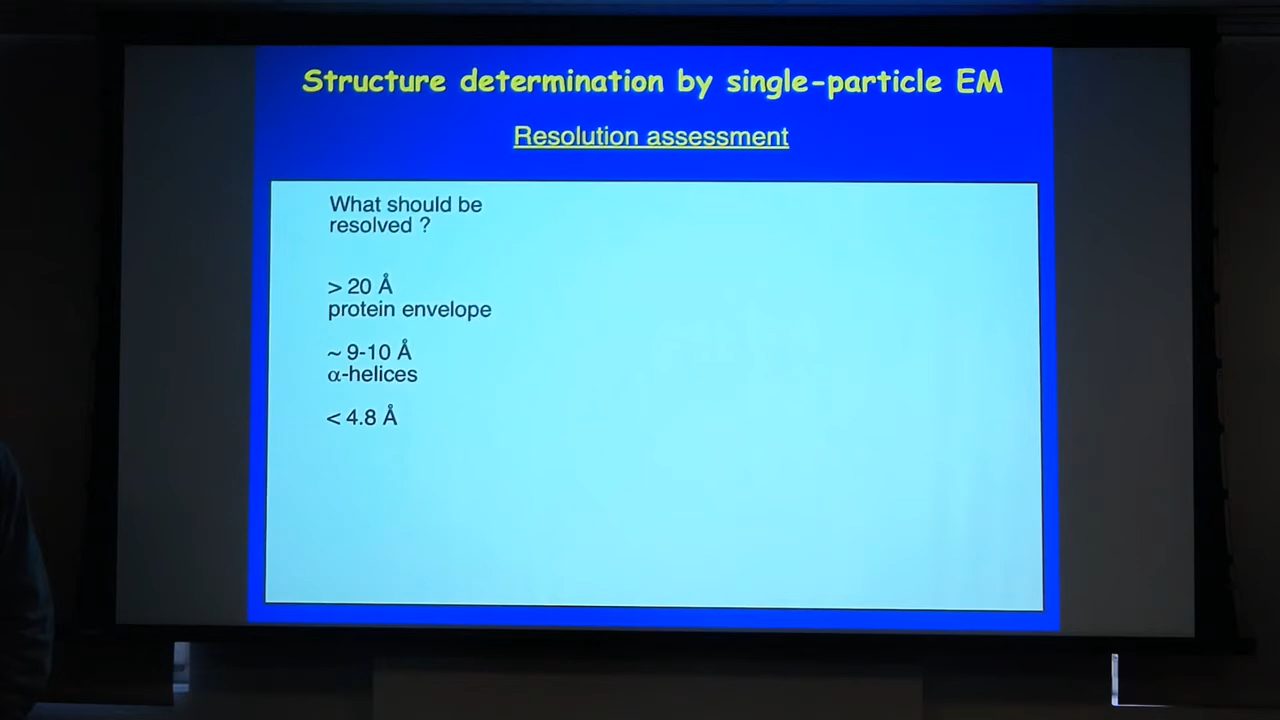 Structure determination by single-particle EM
Resolution assessment
What should be
resolved ?
> 20 Å
protein envelope
~ 9-10 Å
α-helices
< 4.8 Å